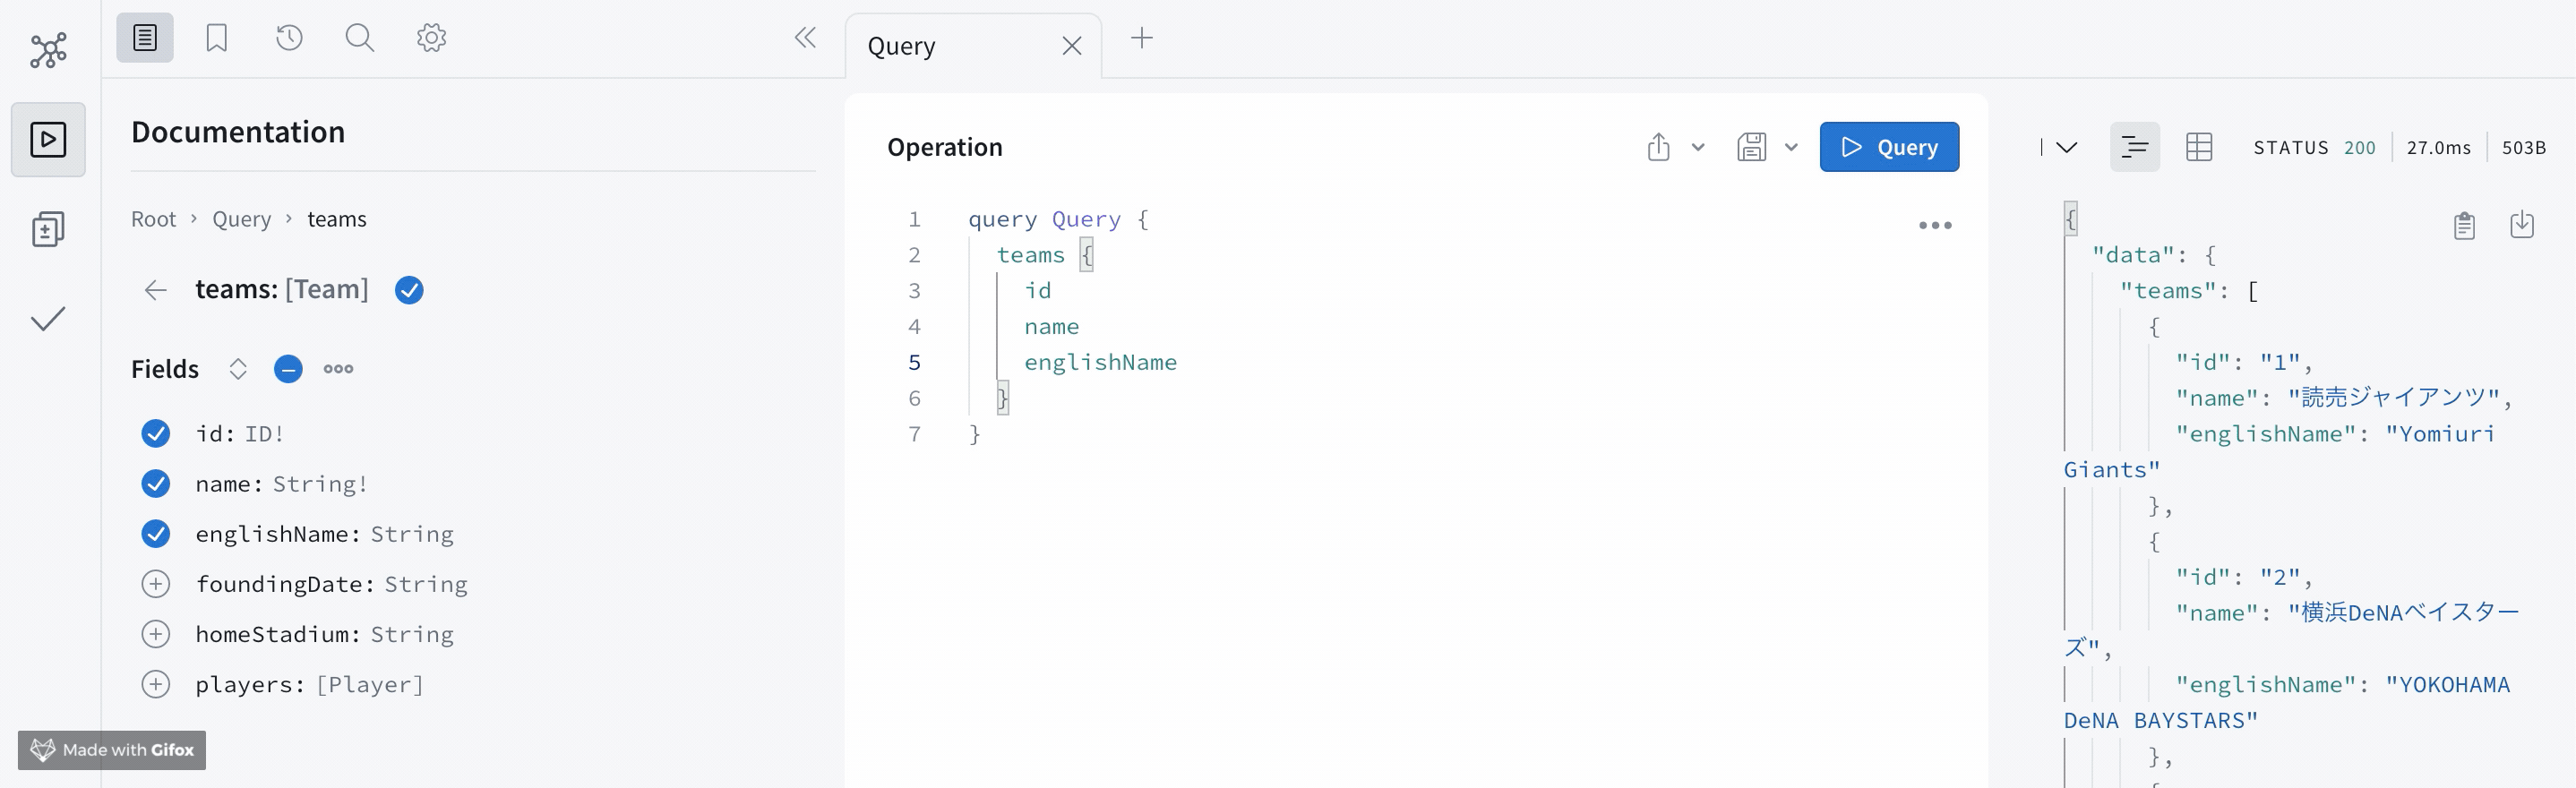 Query
Documentation
Root › Query › teams
teams: [Team]
Fields
id: ID!
name: String!
englishName: String
foundingDate: String
homeStadium: String
players: [Player]
Made with Gifox
Operation
Query
1 query Query {
2 teams {
3 id
4 name
5 englishName
6 }
7 }
STATUS 200 27.0ms 503B
{
"data": {
"teams": [
{
"id": "1",
"name": "読売ジャイアンツ",
"englishName": "Yomiuri
Giants"
},
{
"id": "2",
"name": "横浜DeNAベイスター
ズ",
"englishName": "YOKOHAMA
DeNA BAYSTARS"
},
{